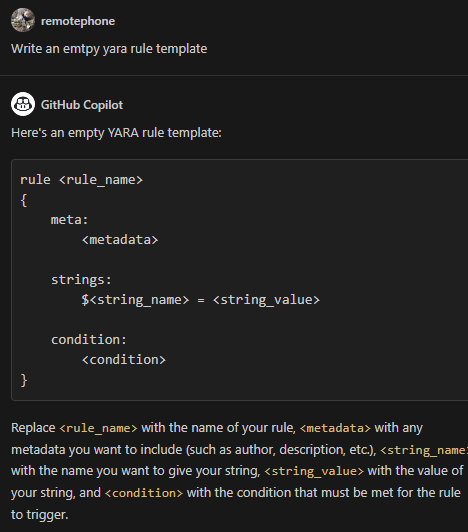 remotephone
Write an emtpy yara rule template
GitHub Copilot
Here's an empty YARA rule template:
rule <rule_name>
{
    meta:
        <metadata>
    strings:
        $<string_name> = <string_value>
    condition:
        <condition>
}
Replace <rule_name> with the name of your rule, <metadata> with any
metadata you want to include (such as author, description, etc.), <string_name>
with the name you want to give your string, <string_value> with the value of
your string, and <condition> with the condition that must be met for the rule
to trigger.